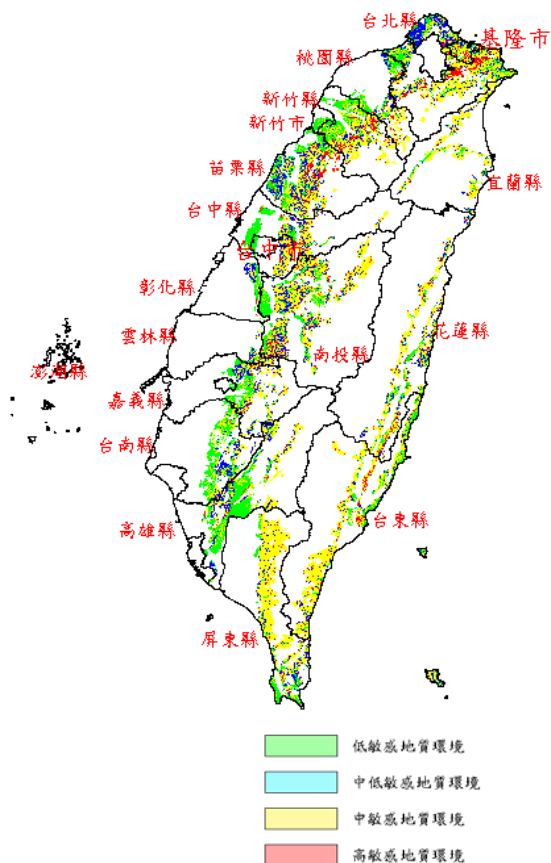 台北縣
基隆市
桃園縣
新竹縣
新竹市
苗栗縣
宜蘭縣
台中縣
台中市
彰化縣
雲林縣
花蓮縣
南投縣
澎湖縣
嘉義縣
台南縣
高雄縣
台東縣
屏東縣
低敏感地質環境
中低敏感地質環境
中敏感地質環境
高敏感地質環境